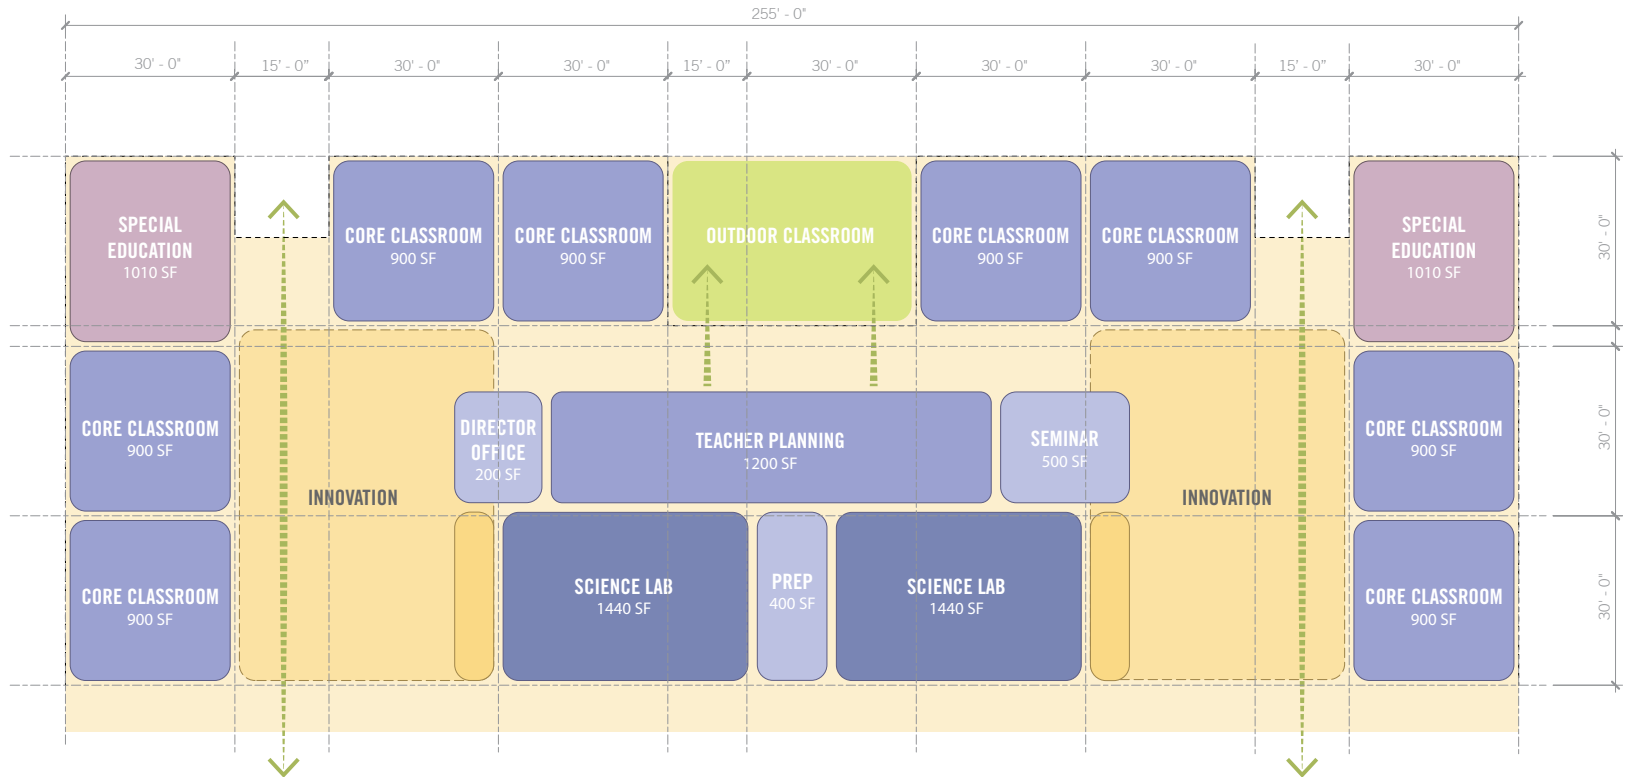 255' - 0"
30' - 0"
15' - 0"
30' - 0"
30' - 0"
15' - 0"
30' - 0"
30' - 0"
30' - 0"
15' - 0"
30' - 0"
SPECIAL
EDUCATION
1010 SF
CORE CLASSROOM
900 SF
CORE CLASSROOM
900 SF
OUTDOOR CLASSROOM
CORE CLASSROOM
900 SF
CORE CLASSROOM
900 SF
SPECIAL
EDUCATION
1010 SF
30' - 0"
CORE CLASSROOM
900 SF
DIRECTOR
OFFICE
200 SF
TEACHER PLANNING
1200 SF
SEMINAR
500 SF
CORE CLASSROOM
900 SF
30' - 0"
INNOVATION
INNOVATION
CORE CLASSROOM
900 SF
SCIENCE LAB
1440 SF
PREP
400 SF
SCIENCE LAB
1440 SF
CORE CLASSROOM
900 SF
30' - 0"